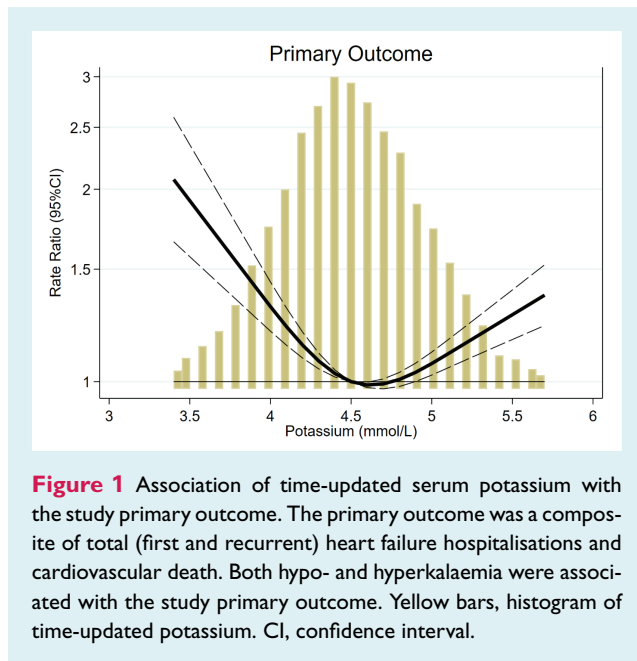 Primary Outcome
3
2.5
2
1.5
1
Rate Ratio (95%CI)
3 3.5 4 4.5 5 5.5 6
Potassium (mmol/L)
Figure 1 Association of time-updated serum potassium with
the study primary outcome. The primary outcome was a compos-
ite of total (first and recurrent) heart failure hospitalisations and
cardiovascular death. Both hypo- and hyperkalaemia were associ-
ated with the study primary outcome. Yellow bars, histogram of
time-updated potassium. CI, confidence interval.